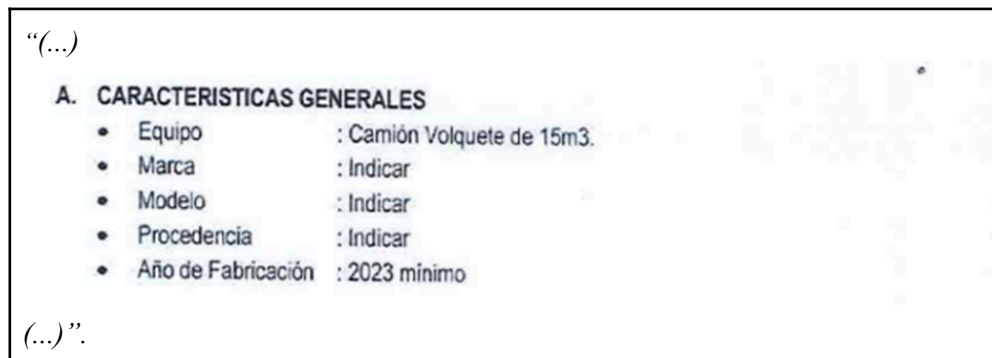 “(...)
A. CARACTERISTICAS GENERALES
• Equipo : Camión Volquete de 15m3.
• Marca : Indicar
• Modelo : Indicar
• Procedencia : Indicar
• Año de Fabricación : 2023 mínimo
(...)”.